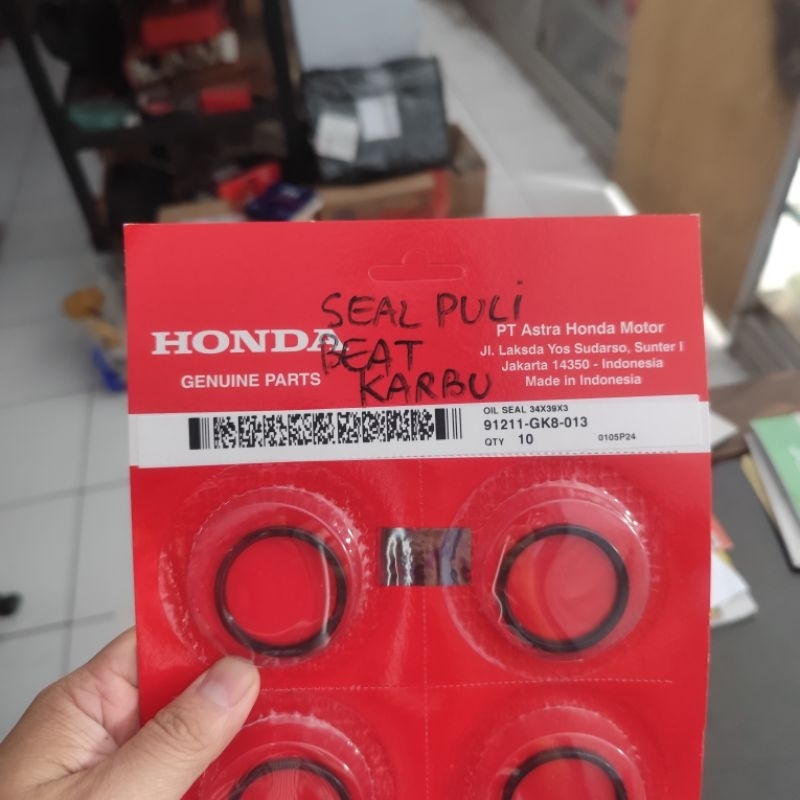 SEAL PULi
BEAT
KARBU
HONDA
GENUINE PARTS
PT Astra Honda Motor
Jl. Laksda Yos Sudarso, Sunter I
Jakarta 14350 - Indonesia
Made in Indonesia
OIL SEAL 34X39X3
91211-GK8-013
QTY 10 0105P24